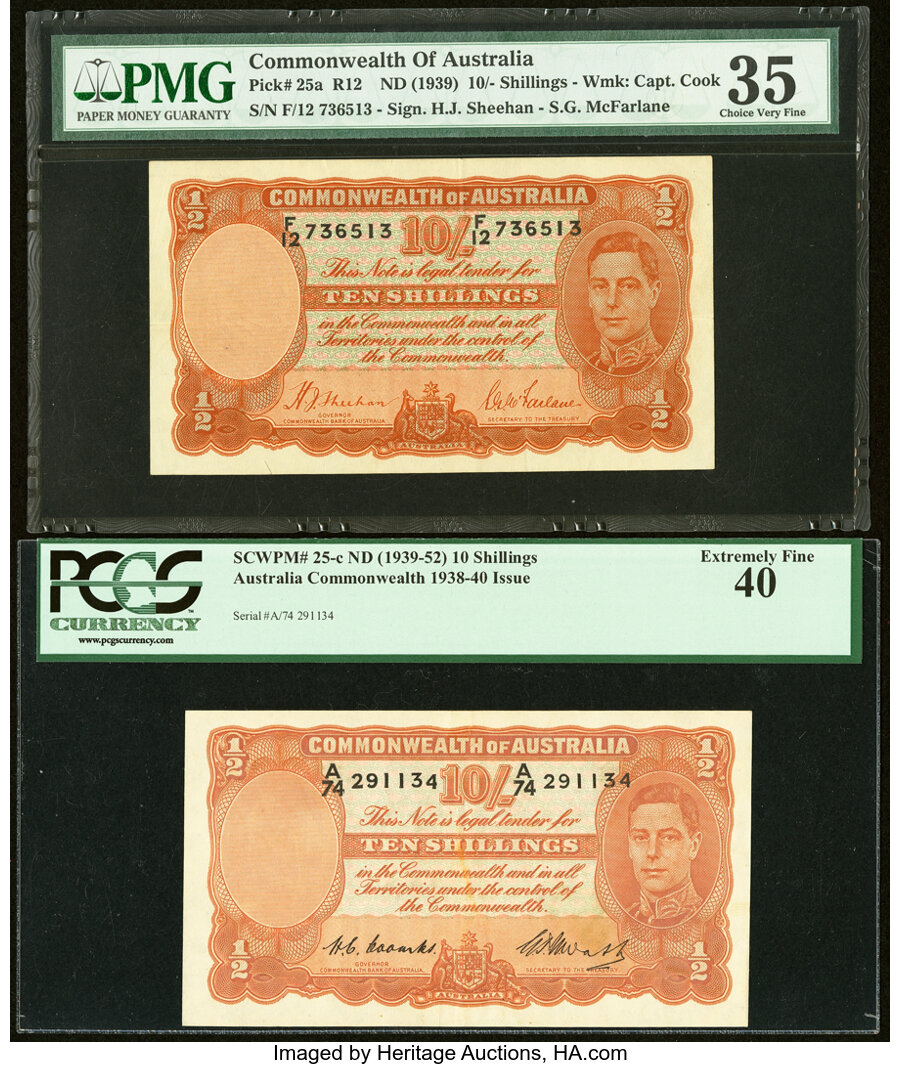 PMG
PAPER MONEY GUARANTY
Commonwealth Of Australia
Pick# 25a R12 ND (1939) 10/- Shillings - Wmk: Capt. Cook
S/N F/12 736513 - Sign. H.J. Sheehan - S.G. McFarlane
35
Choice Very Fine
1/2
COMMONWEALTH OF AUSTRALIA
1/2
F/12 736513 10/- F/12 736513
This Note is legal tender for
TEN SHILLINGS
in the Commonwealth and in all
Territories under the control of
the Commonwealth.
H J Sheehan
GOVERNOR
COMMONWEALTH BANK OF AUSTRALIA
McFarlane
SECRETARY TO THE TREASURY
1/2
AUSTRALIA
1/2
PCGS
CURRENCY
TM
www.pcgscurrency.com
SCWPM# 25-c ND (1939-52) 10 Shillings
Australia Commonwealth 1938-40 Issue
Serial #A/74 291134
Extremely Fine
40
1/2
COMMONWEALTH OF AUSTRALIA
1/2
A/74 291134 10/- A/74 291134
This Note is legal tender for
TEN SHILLINGS
in the Commonwealth and in all
Territories under the control of
the Commonwealth.
H. C. Coombs.
GOVERNOR
COMMONWEALTH BANK OF AUSTRALIA
SECRETARY TO THE TREASURY
1/2
AUSTRALIA
1/2
Imaged by Heritage Auctions, HA.com